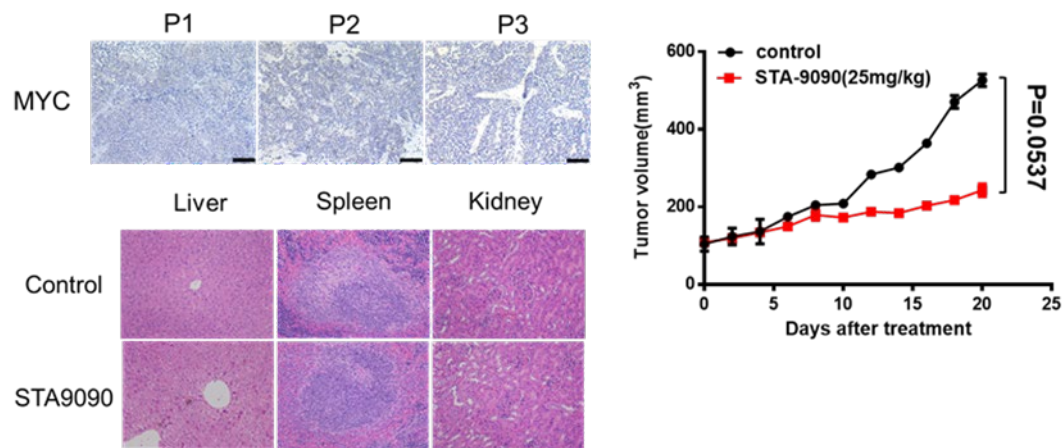 P1 P2 P3
MYC
Liver Spleen Kidney
Control
STA9090
control
STA-9090(25mg/kg)
Tumor volume(mm³)
600
400
200
0
0 5 10 15 20 25
Days after treatment
P=0.0537